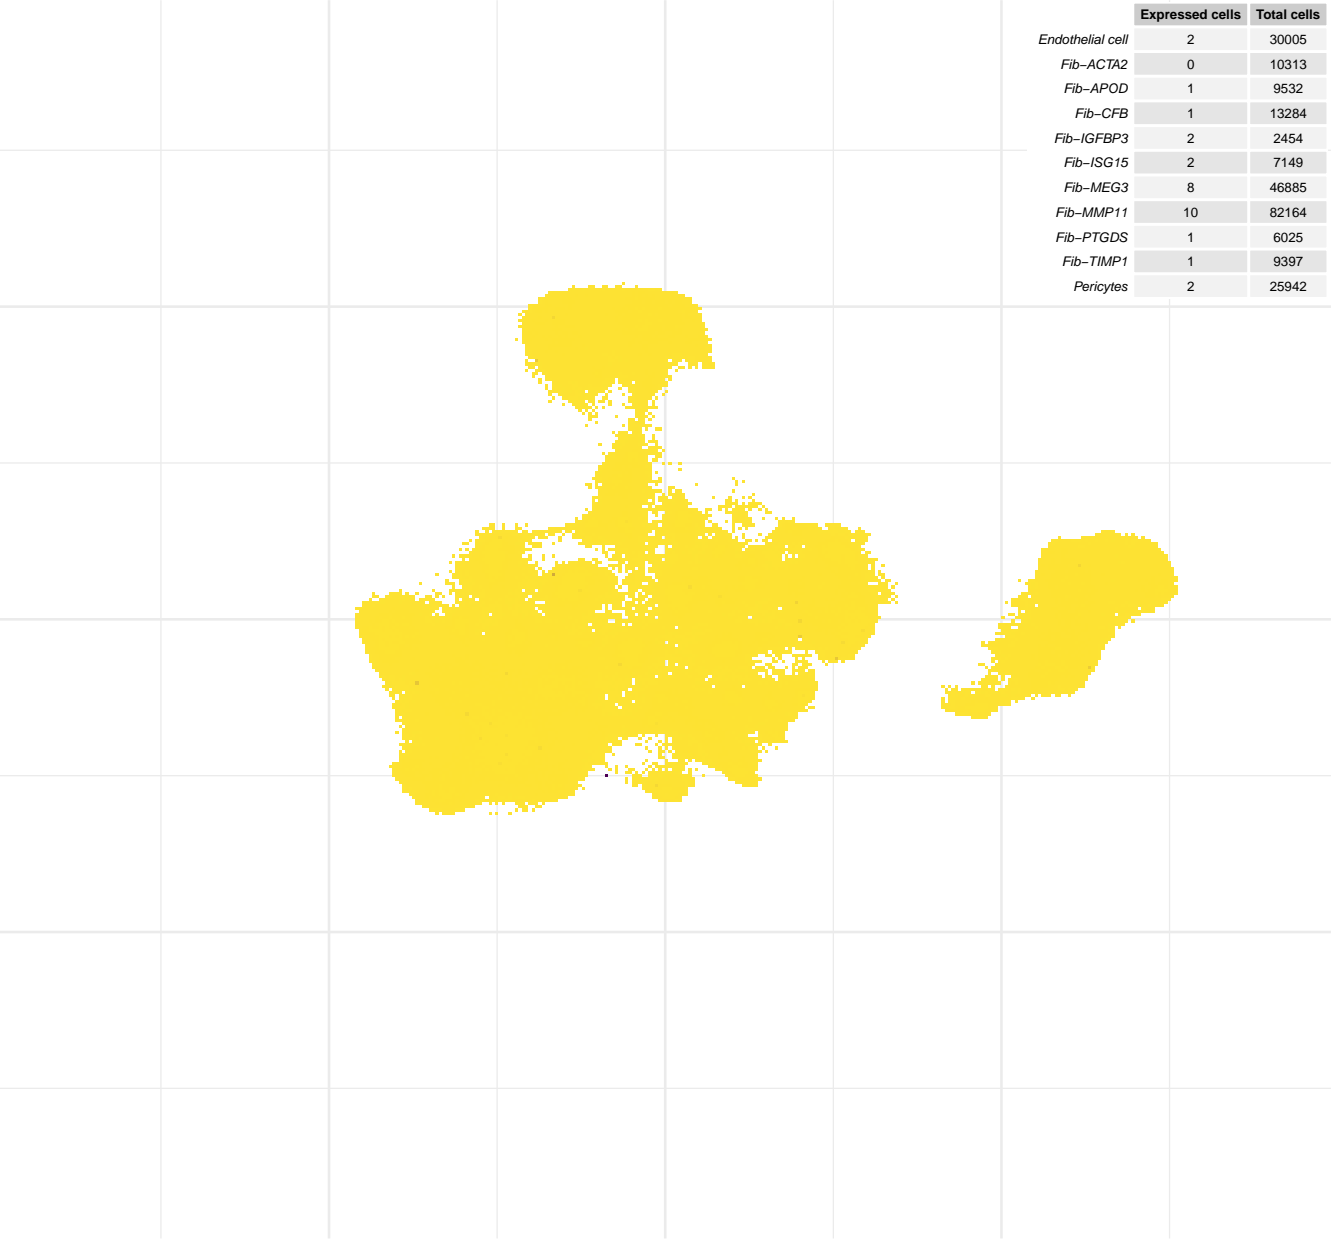 Expressed cells Total cells
Endothelial cell 2 30005
Fib−ACTA2 0 10313
Fib−APOD 1 9532
Fib−CFB 1 13284
Fib−IGFBP3 2 2454
Fib−ISG15 2 7149
Fib−MEG3 8 46885
Fib−MMP11 10 82164
Fib−PTGDS 1 6025
Fib−TIMP1 1 9397
Pericytes 2 25942